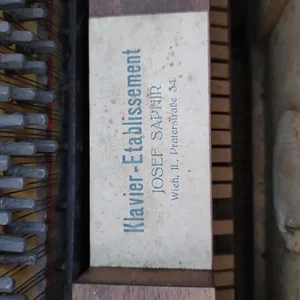 Klavier-Etablissement
JOSEF SAPHIR
Wien, II., Praterstraße 34.